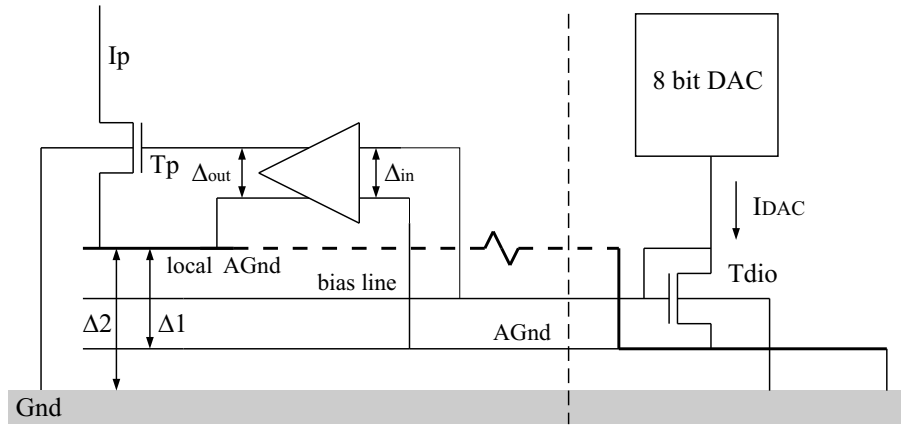 Ip
8 bit DAC
Tp
Δout
Δin
IDAC
local AGnd
Tdio
bias line
Δ2
Δ1
AGnd
Gnd